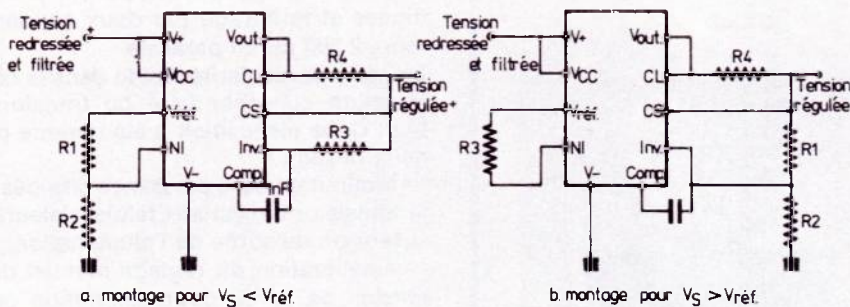 Tension +
redressée
et filtrée
V+
VCC
Vréf.
NI
V-
Vout
CL
CS
Inv.
Comp.
R1
R2
R4
R3
1nF
Tension
régulée+
a. montage pour VS < Vréf.
Tension
redressée
et filtrée
V+
VCC
Vréf.
NI
V-
Vout
CL
CS
Inv.
Comp.
R3
R4
Tension
régulée+
R1
R2
b. montage pour VS > Vréf.